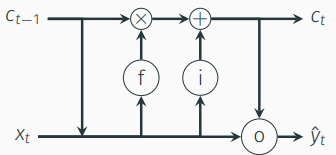 c_{t−1} × + c_t
f i
x_t o ŷ_t